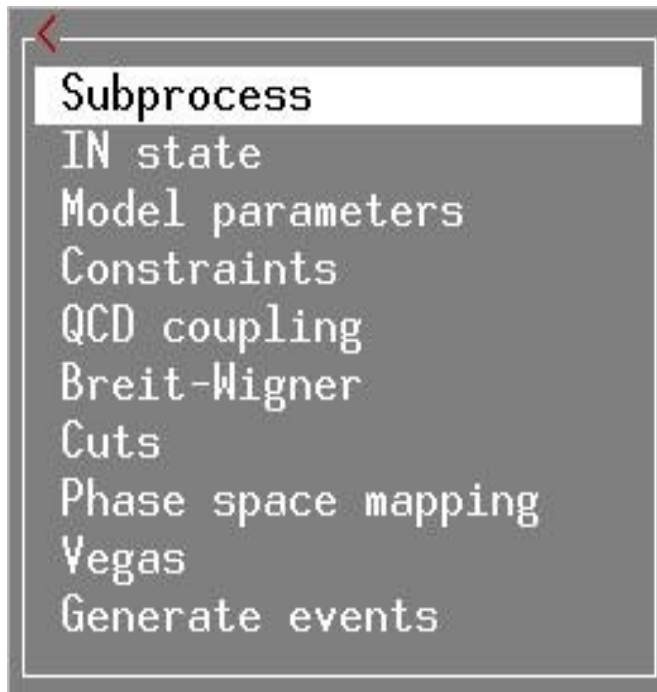 Subprocess
IN state
Model parameters
Constraints
QCD coupling
Breit-Wigner
Cuts
Phase space mapping
Vegas
Generate events